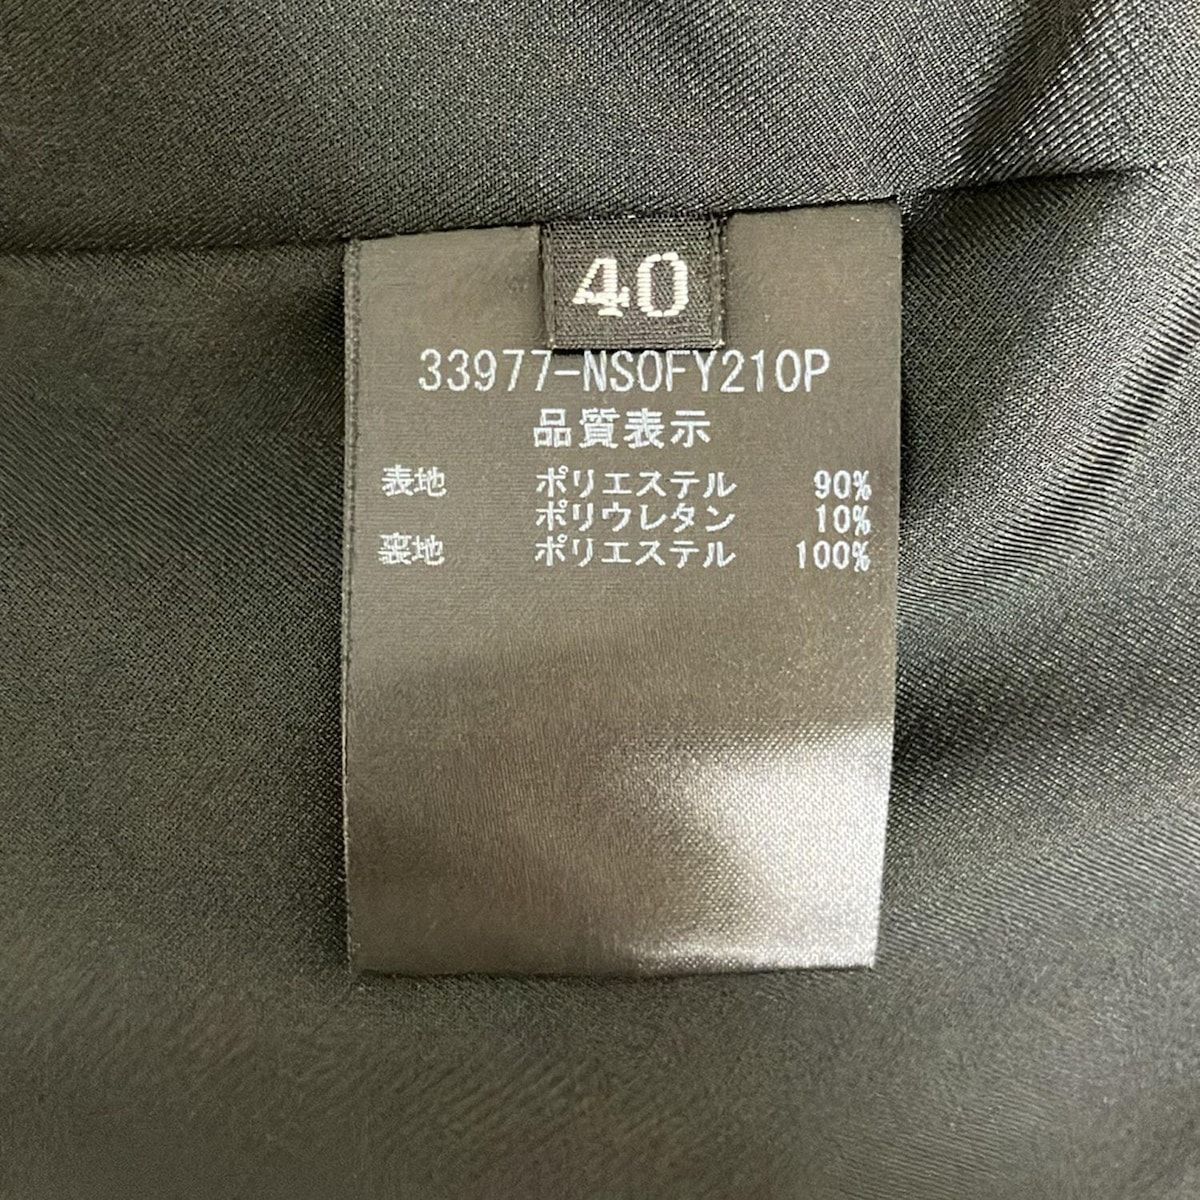 40
33977-NSOFY210P
品質表示
表地 ポリエステル 90%
ポリウレタン 10%
裏地 ポリエステル 100%